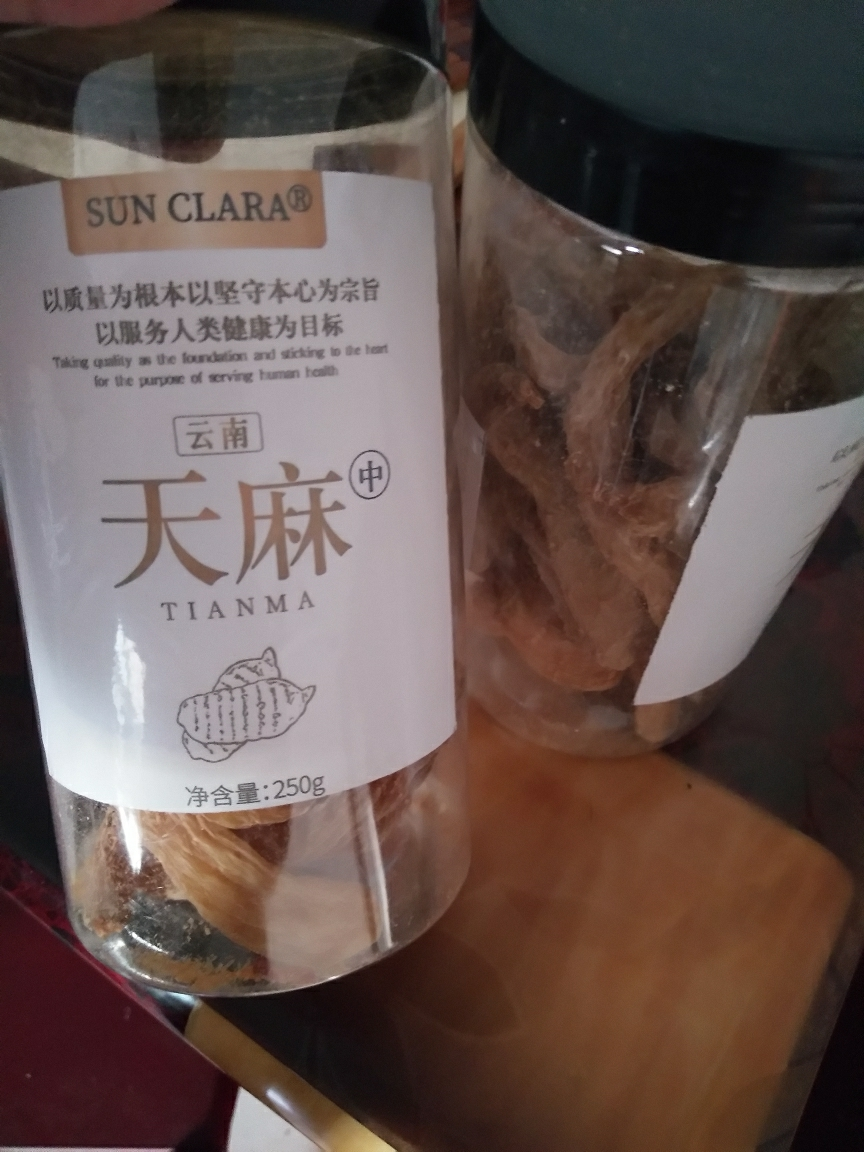 SUN CLARA®
以质量为根本以坚守本心为宗旨
以服务人类健康为目标
Taking quality as the foundation and sticking to the heart
for the purpose of serving human health
云南
天麻 中
TIANMA
净含量:250g